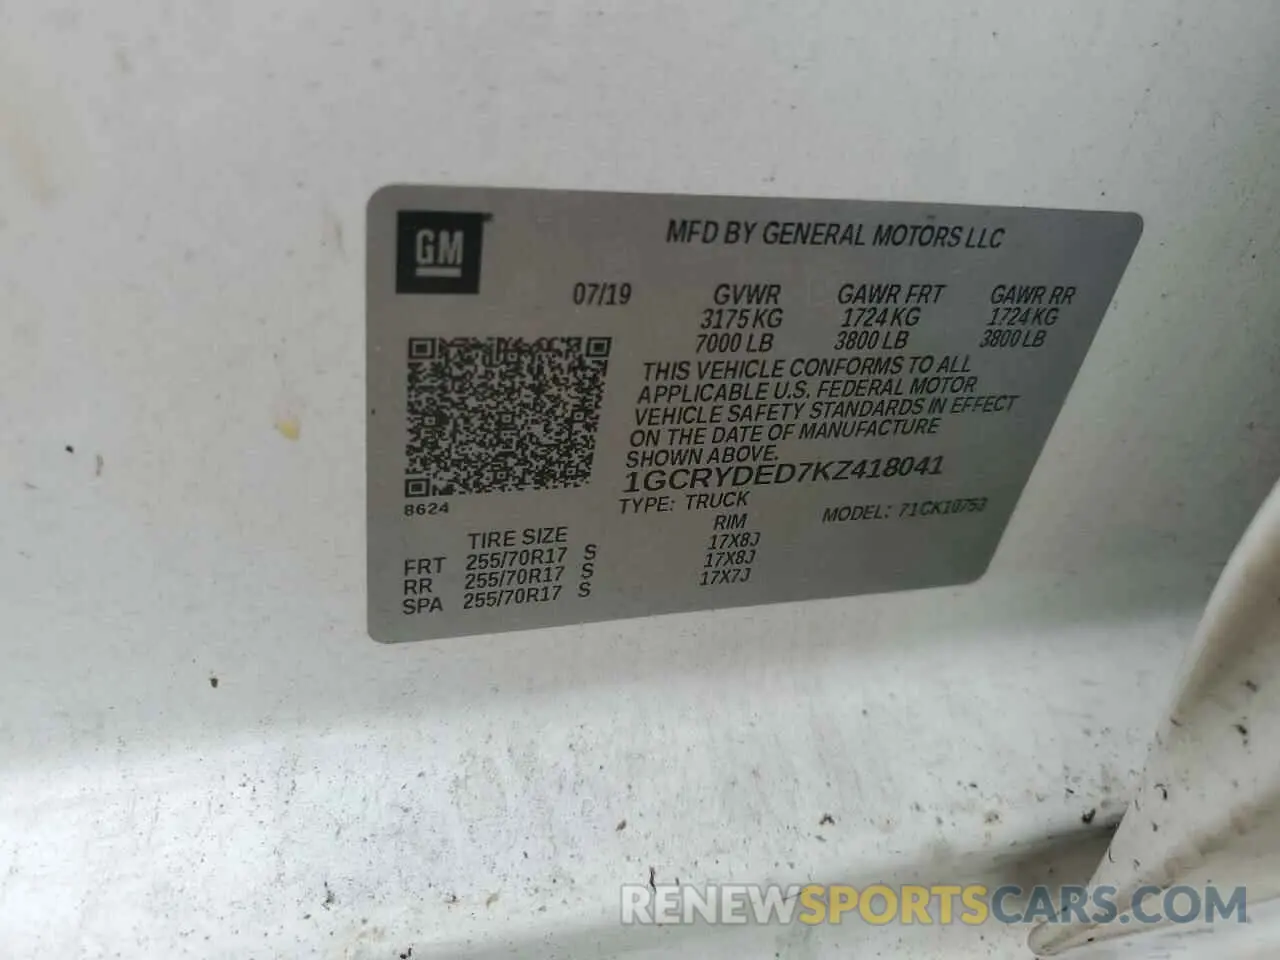 GM
MFD BY GENERAL MOTORS LLC
07/19 GVWR GAWR FRT GAWR RR
3175 KG 1724 KG 1724 KG
7000 LB 3800 LB 3800 LB
THIS VEHICLE CONFORMS TO ALL
APPLICABLE U.S. FEDERAL MOTOR
VEHICLE SAFETY STANDARDS IN EFFECT
ON THE DATE OF MANUFACTURE
SHOWN ABOVE.
1GCRYDED7KZ418041
TYPE: TRUCK MODEL: 71CK10753
8624
TIRE SIZE RIM
FRT 255/70R17 S 17X8J
RR 255/70R17 S 17X8J
SPA 255/70R17 S 17X7J
RENEWSPORTSCARS.COM